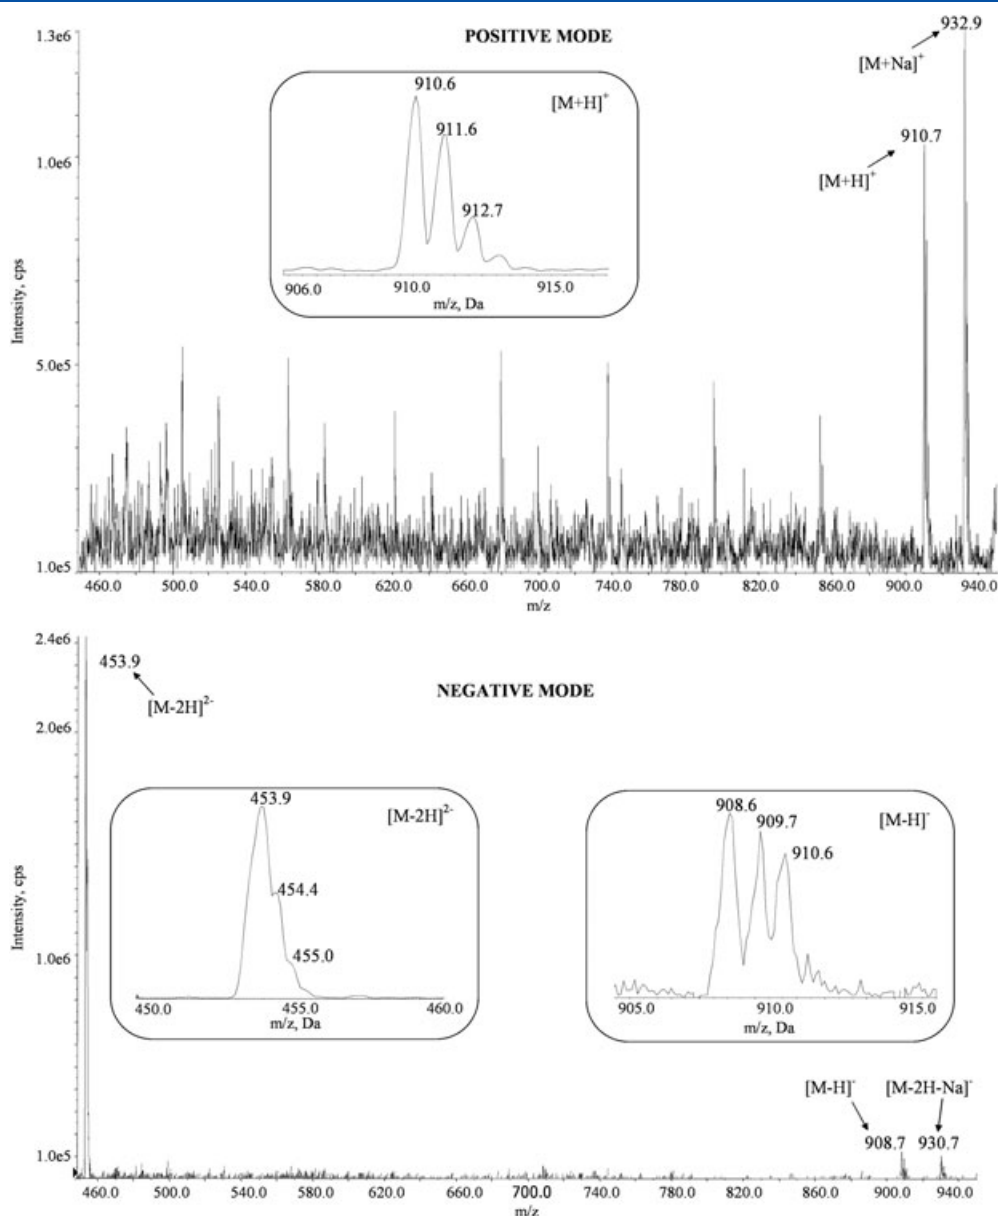 POSITIVE MODE
932.9
[M+Na]⁺
910.7
[M+H]⁺
1.3e6
1.0e6
5.0e5
1.0e5
Intensity, cps
910.6
[M+H]⁺
911.6
912.7
906.0 910.0 915.0
m/z, Da
460.0 500.0 540.0 580.0 620.0 660.0 700.0 740.0 780.0 820.0 860.0 900.0 940.0
m/z
NEGATIVE MODE
2.4e6
2.0e6
1.0e6
1.0e5
Intensity, cps
453.9
[M-2H]²⁻
453.9
[M-2H]²⁻
454.4
455.0
450.0 455.0 460.0
m/z, Da
908.6
[M-H]⁻
909.7
910.6
905.0 910.0 915.0
m/z, Da
[M-H]⁻ [M-2H-Na]⁻
908.7 930.7
460.0 500.0 540.0 580.0 620.0 660.0 700.0 740.0 780.0 820.0 860.0 900.0 940.0
m/z